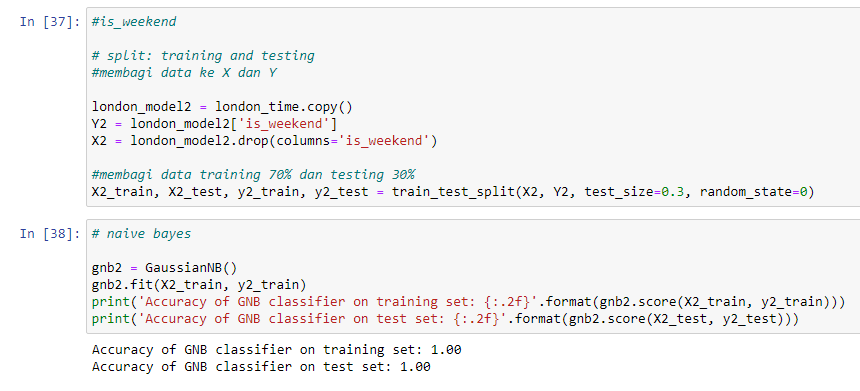 In [37]: #is_weekend
# split: training and testing
#membagi data ke X dan Y
london_model2 = london_time.copy()
Y2 = london_model2['is_weekend']
X2 = london_model2.drop(columns='is_weekend')
#membagi data training 70% dan testing 30%
X2_train, X2_test, y2_train, y2_test = train_test_split(X2, Y2, test_size=0.3, random_state=0)
In [38]: # naive bayes
gnb2 = GaussianNB()
gnb2.fit(X2_train, y2_train)
print('Accuracy of GNB classifier on training set: {:.2f}'.format(gnb2.score(X2_train, y2_train)))
print('Accuracy of GNB classifier on test set: {:.2f}'.format(gnb2.score(X2_test, y2_test)))
Accuracy of GNB classifier on training set: 1.00
Accuracy of GNB classifier on test set: 1.00